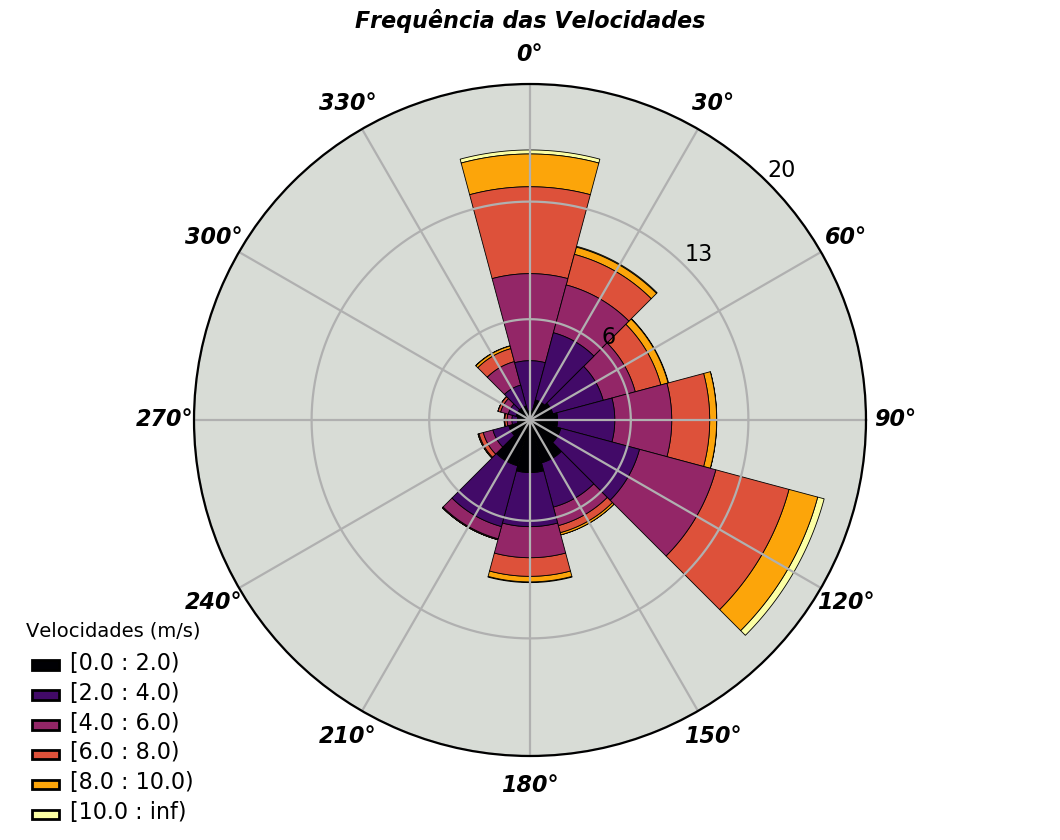 Frequência das Velocidades
0°
330°
30°
20
300°
60°
13
6
270°
90°
240°
120°
210°
150°
180°
Velocidades (m/s)
[0.0 : 2.0)
[2.0 : 4.0)
[4.0 : 6.0)
[6.0 : 8.0)
[8.0 : 10.0)
[10.0 : inf)